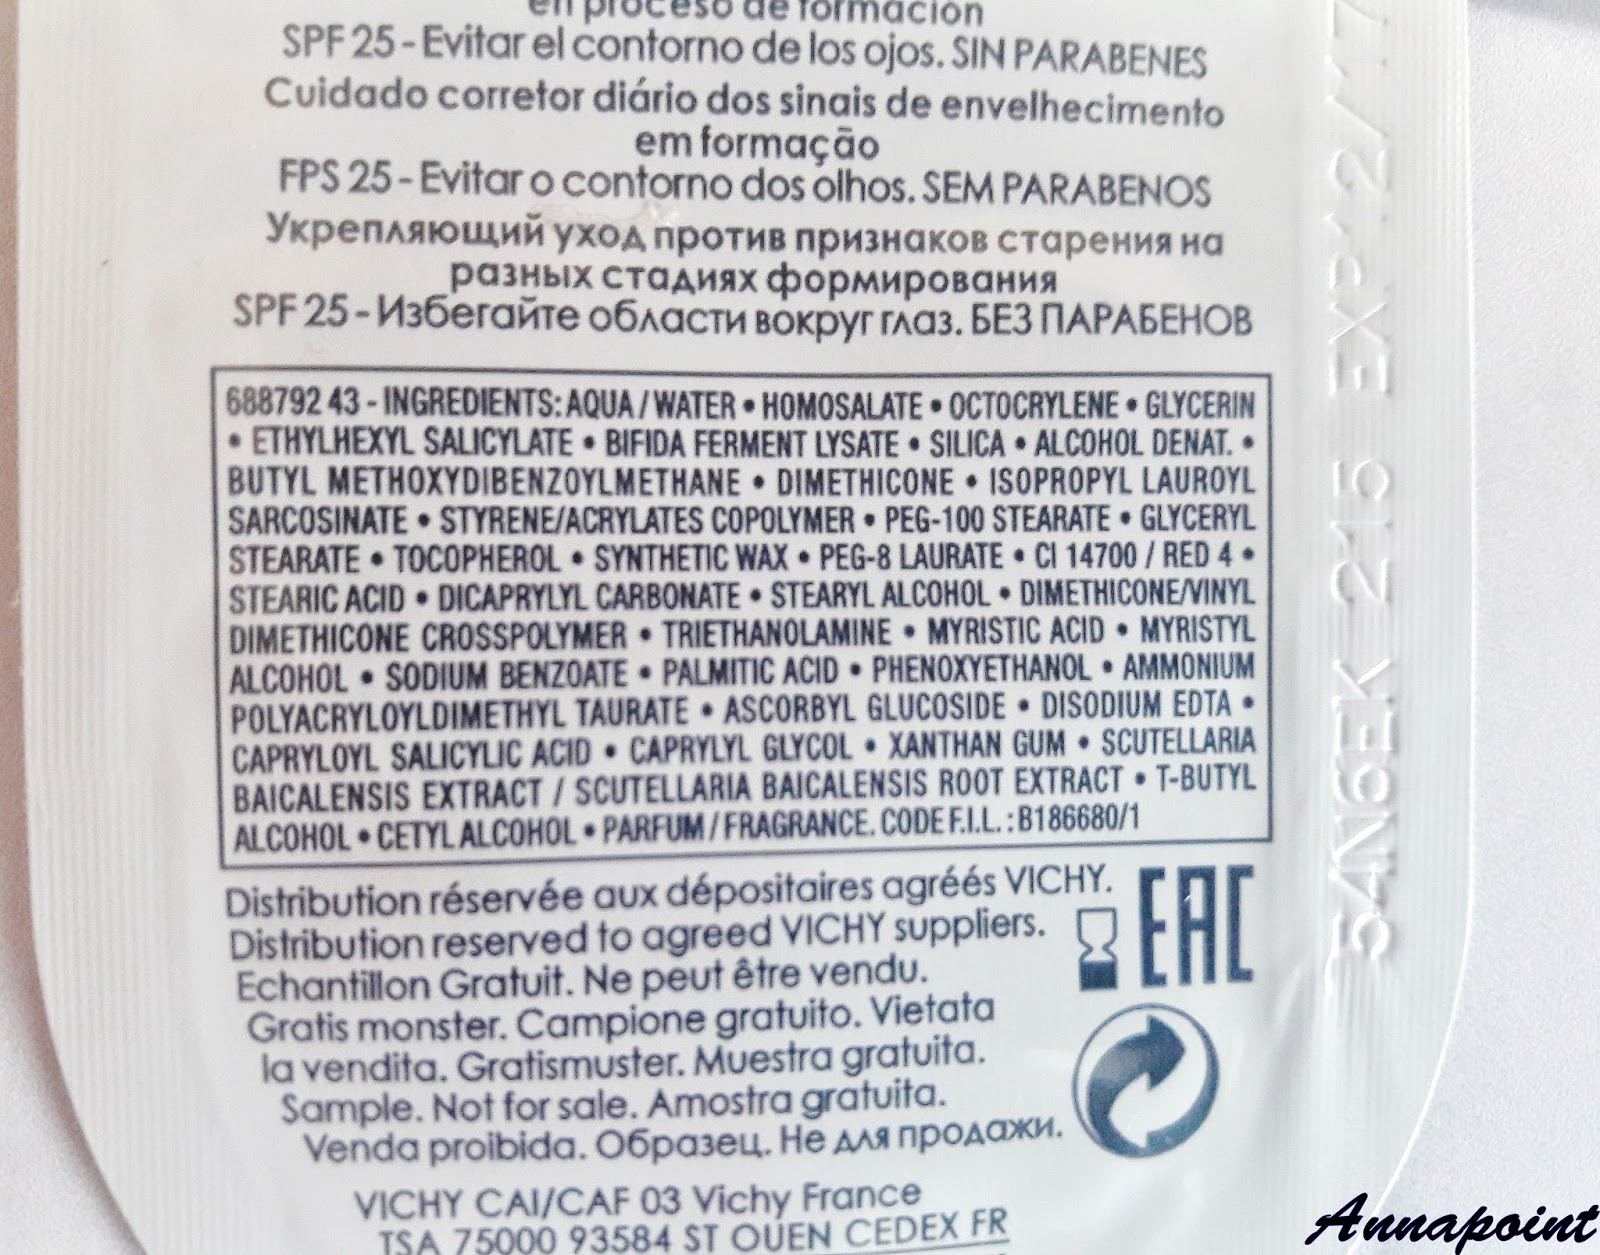 en proceso de formación
SPF 25 - Evitar el contorno de los ojos. SIN PARABENES
Cuidado corretor diário dos sinais de envelhecimento
em formação
FPS 25 - Evitar o contorno dos olhos. SEM PARABENOS
Укрепляющий уход против признаков старения на
разных стадиях формирования
SPF 25 - Избегайте области вокруг глаз. БЕЗ ПАРАБЕНОВ
688792 43 - INGREDIENTS: AQUA / WATER • HOMOSALATE • OCTOCRYLENE • GLYCERIN
• ETHYLHEXYL SALICYLATE • BIFIDA FERMENT LYSATE • SILICA • ALCOHOL DENAT. •
BUTYL METHOXYDIBENZOYLMETHANE • DIMETHICONE • ISOPROPYL LAUROYL
SARCOSINATE • STYRENE/ACRYLATES COPOLYMER • PEG-100 STEARATE • GLYCERYL
STEARATE • TOCOPHEROL • SYNTHETIC WAX • PEG-8 LAURATE • CI 14700 / RED 4 •
STEARIC ACID • DICAPRYLYL CARBONATE • STEARYL ALCOHOL • DIMETHICONE/VINYL
DIMETHICONE CROSSPOLYMER • TRIETHANOLAMINE • MYRISTIC ACID • MYRISTYL
ALCOHOL • SODIUM BENZOATE • PALMITIC ACID • PHENOXYETHANOL • AMMONIUM
POLYACRYLOYLDIMETHYL TAURATE • ASCORBYL GLUCOSIDE • DISODIUM EDTA •
CAPRYLOYL SALICYLIC ACID • CAPRYLYL GLYCOL • XANTHAN GUM • SCUTELLARIA
BAICALENSIS EXTRACT / SCUTELLARIA BAICALENSIS ROOT EXTRACT • T-BUTYL
ALCOHOL • CETYL ALCOHOL • PARFUM / FRAGRANCE. CODE F.I.L. : B186680/1
Distribution réservée aux dépositaires agréés VICHY.
Distribution reserved to agreed VICHY suppliers.
Echantillon Gratuit. Ne peut être vendu.
Gratis monster. Campione gratuito. Vietata
la vendita. Gratismuster. Muestra gratuita.
Sample. Not for sale. Amostra gratuita.
Venda proibida. Образец. Не для продажи.
EAC
VICHY CAI/CAF 03 Vichy France
TSA 75000 93584 ST OUEN CEDEX FR
54N5EK 215 EXP 2/17
Annapoint